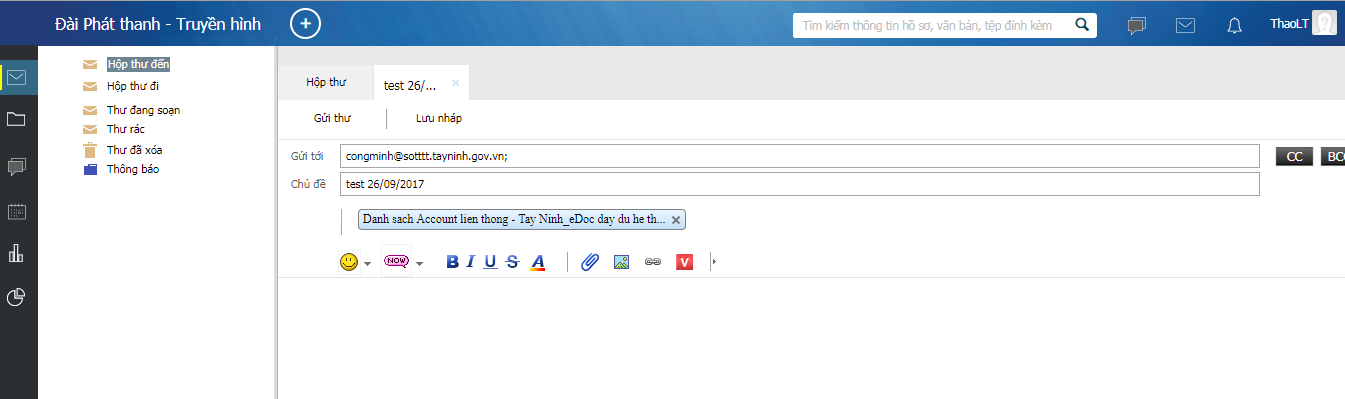 Đài Phát thanh - Truyền hình
Tìm kiếm thông tin hồ sơ, văn bản, tệp đính kèm
ThaoLT
Hộp thư đến
Hộp thư đi
Thư đang soạn
Thư rác
Thư đã xóa
Thông báo
Hộp thư
test 26/...
Gửi thư
Lưu nháp
Gửi tới
congminh@sotttt.tayninh.gov.vn;
CC
BCC
Chủ đề
test 26/09/2017
Danh sach Account lien thong - Tay Ninh_eDoc day du he th...
NOW
B I U S A
V